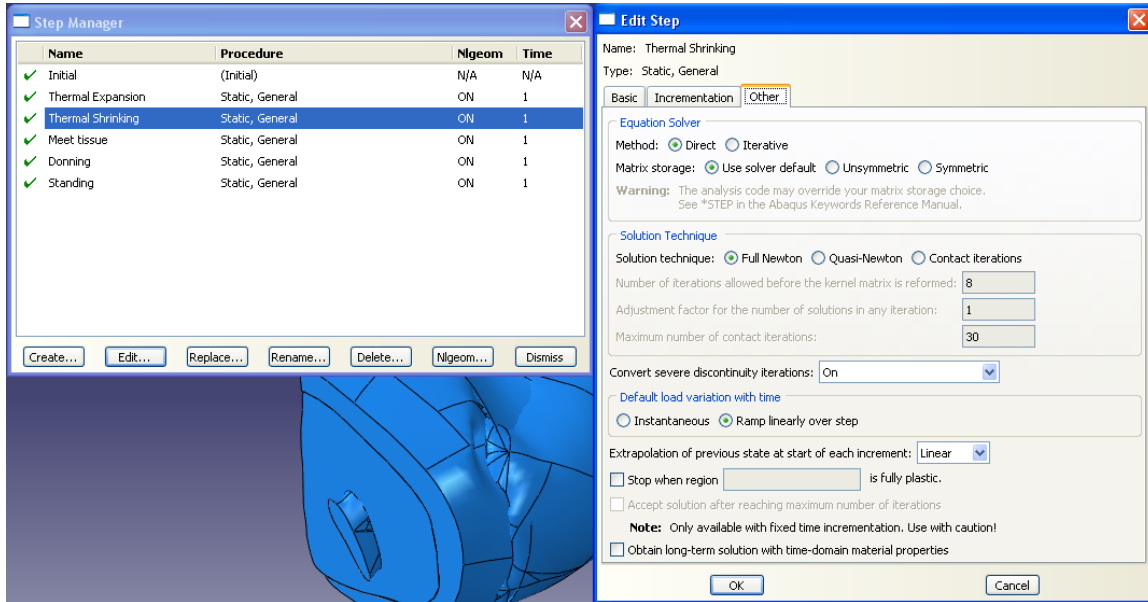 Step Manager
Name Procedure Nlgeom Time
Initial (Initial) N/A N/A
Thermal Expansion Static, General ON 1
Thermal Shrinking Static, General ON 1
Meet tissue Static, General ON 1
Donning Static, General ON 1
Standing Static, General ON 1
Create... Edit... Replace... Rename... Delete... Nlgeom... Dismiss
Edit Step
Name: Thermal Shrinking
Type: Static, General
Basic Incrementation Other
Equation Solver
Method: Direct Iterative
Matrix storage: Use solver default Unsymmetric Symmetric
Warning: The analysis code may override your matrix storage choice.
See *STEP in the Abaqus Keywords Reference Manual.
Solution Technique
Solution technique: Full Newton Quasi-Newton Contact iterations
Number of iterations allowed before the kernel matrix is reformed: 8
Adjustment factor for the number of solutions in any iteration: 1
Maximum number of contact iterations: 30
Convert severe discontinuity iterations: On
Default load variation with time
Instantaneous Ramp linearly over step
Extrapolation of previous state at start of each increment: Linear
Stop when region is fully plastic.
Accept solution after reaching maximum number of iterations
Note: Only available with fixed time incrementation. Use with caution!
Obtain long-term solution with time-domain material properties
OK Cancel